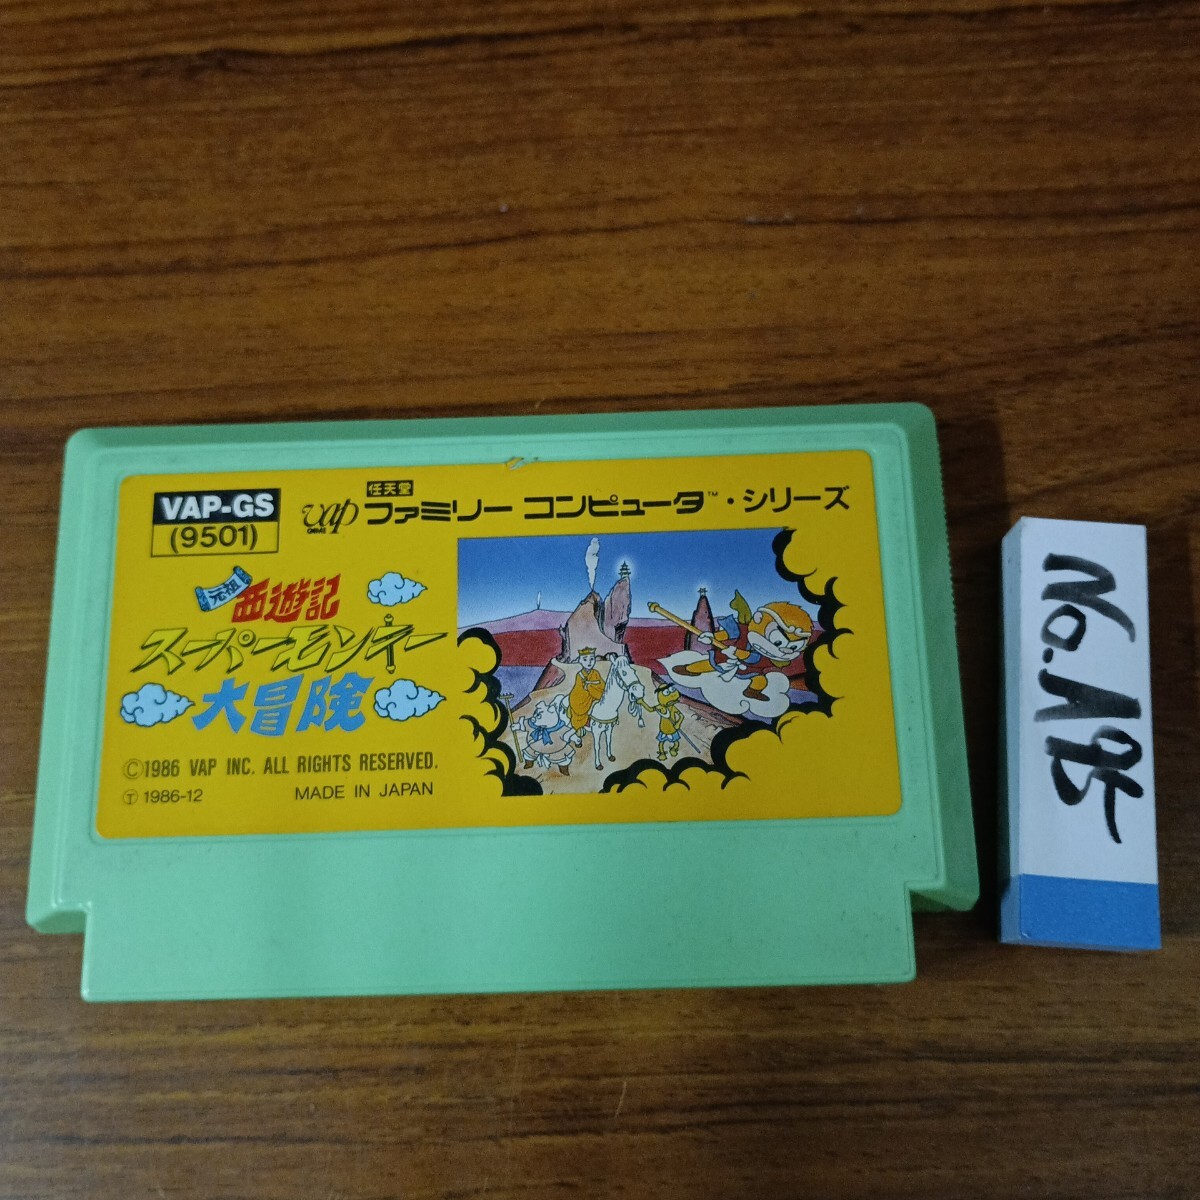 VAP-GS
(9501)
vap
GAME
任天堂
ファミリー コンピュータ™・シリーズ
元祖
西遊記
スーパーモンキー
大冒険
©1986 VAP INC. ALL RIGHTS RESERVED.
Ⓣ 1986-12 MADE IN JAPAN
No.195